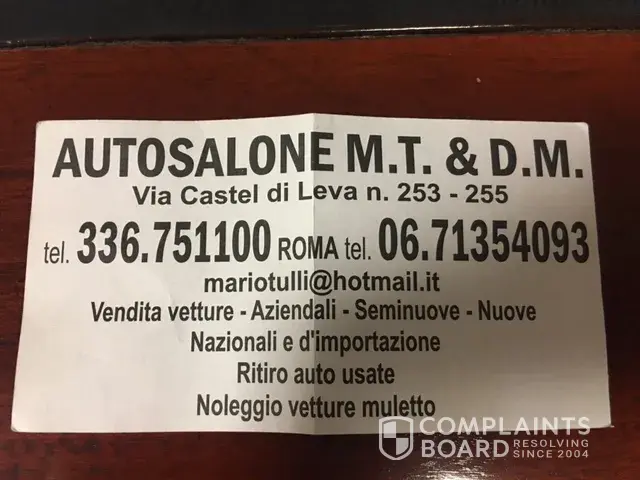 AUTOSALONE M.T. & D.M.
Via Castel di Leva n. 253 - 255
tel. 336.751100 ROMA tel. 06.71354093
mariotulli@hotmail.it
Vendita vetture - Aziendali - Seminuove - Nuove
Nazionali e d'importazione
Ritiro auto usate
Noleggio vetture muletto
COMPLAINTS
BOARD RESOLVING
SINCE 2004